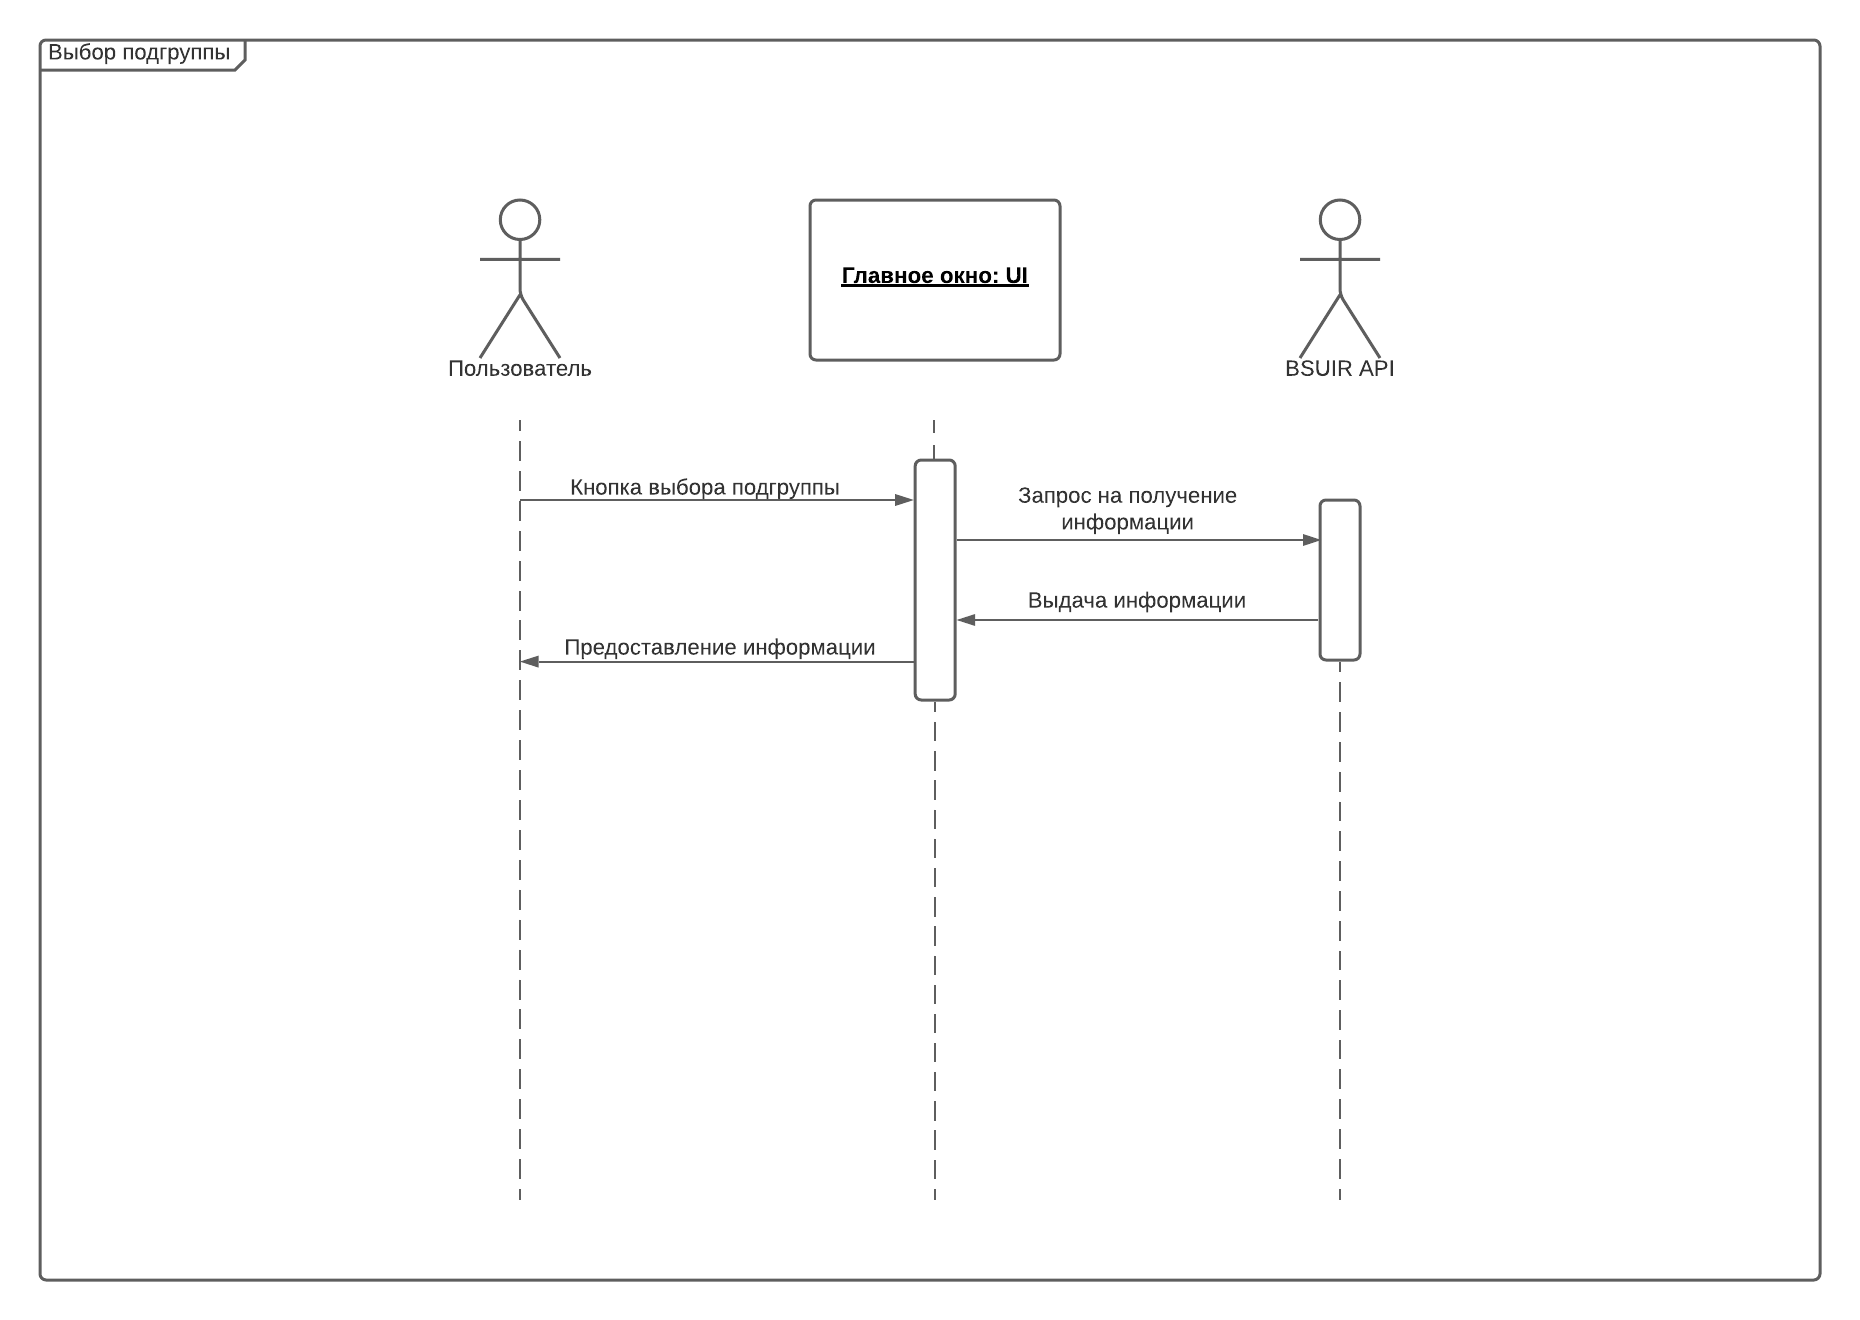 Выбор подгруппы
Главное окно: UI
Пользователь
BSUIR API
Кнопка выбора подгруппы
Запрос на получение
информации
Выдача информации
Предоставление информации